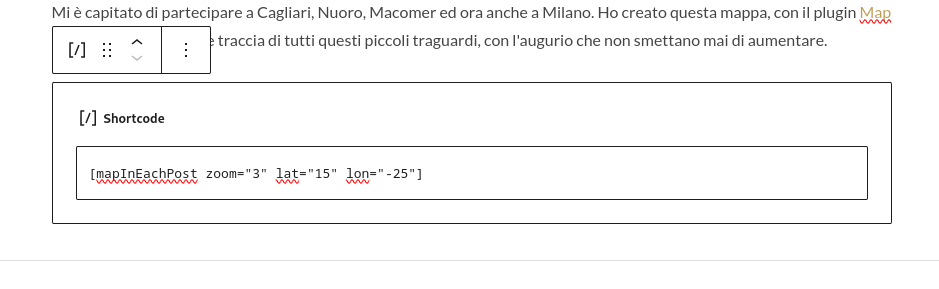 Mi è capitato di partecipare a Cagliari, Nuoro, Macomer ed ora anche a Milano. Ho creato questa mappa, con il plugin Map
traccia di tutti questi piccoli traguardi, con l'augurio che non smettano mai di aumentare.
[/]
[/] Shortcode
[mapInEachPost zoom="3" lat="15" lon="-25"]